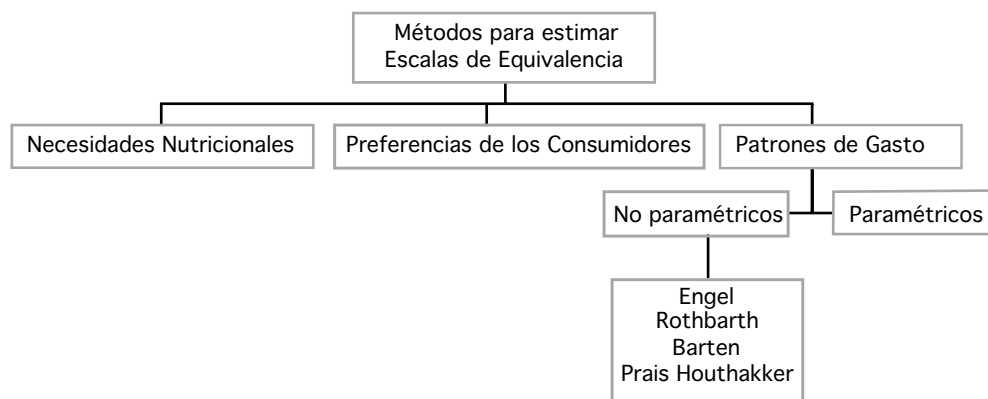 Métodos para estimar
Escalas de Equivalencia
Necesidades Nutricionales
Preferencias de los Consumidores
Patrones de Gasto
No paramétricos
Paramétricos
Engel
Rothbarth
Barten
Prais Houthakker